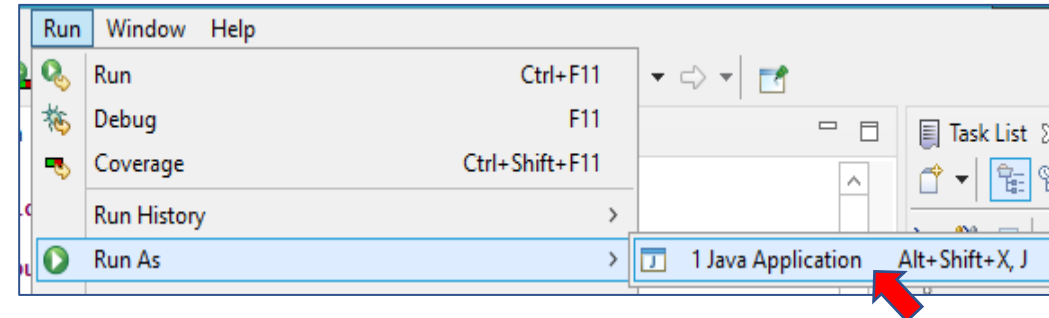 Run Window Help
Run Ctrl+F11
Debug F11
Coverage Ctrl+Shift+F11
Task List
Run History >
Run As >
1 Java Application Alt+Shift+X, J